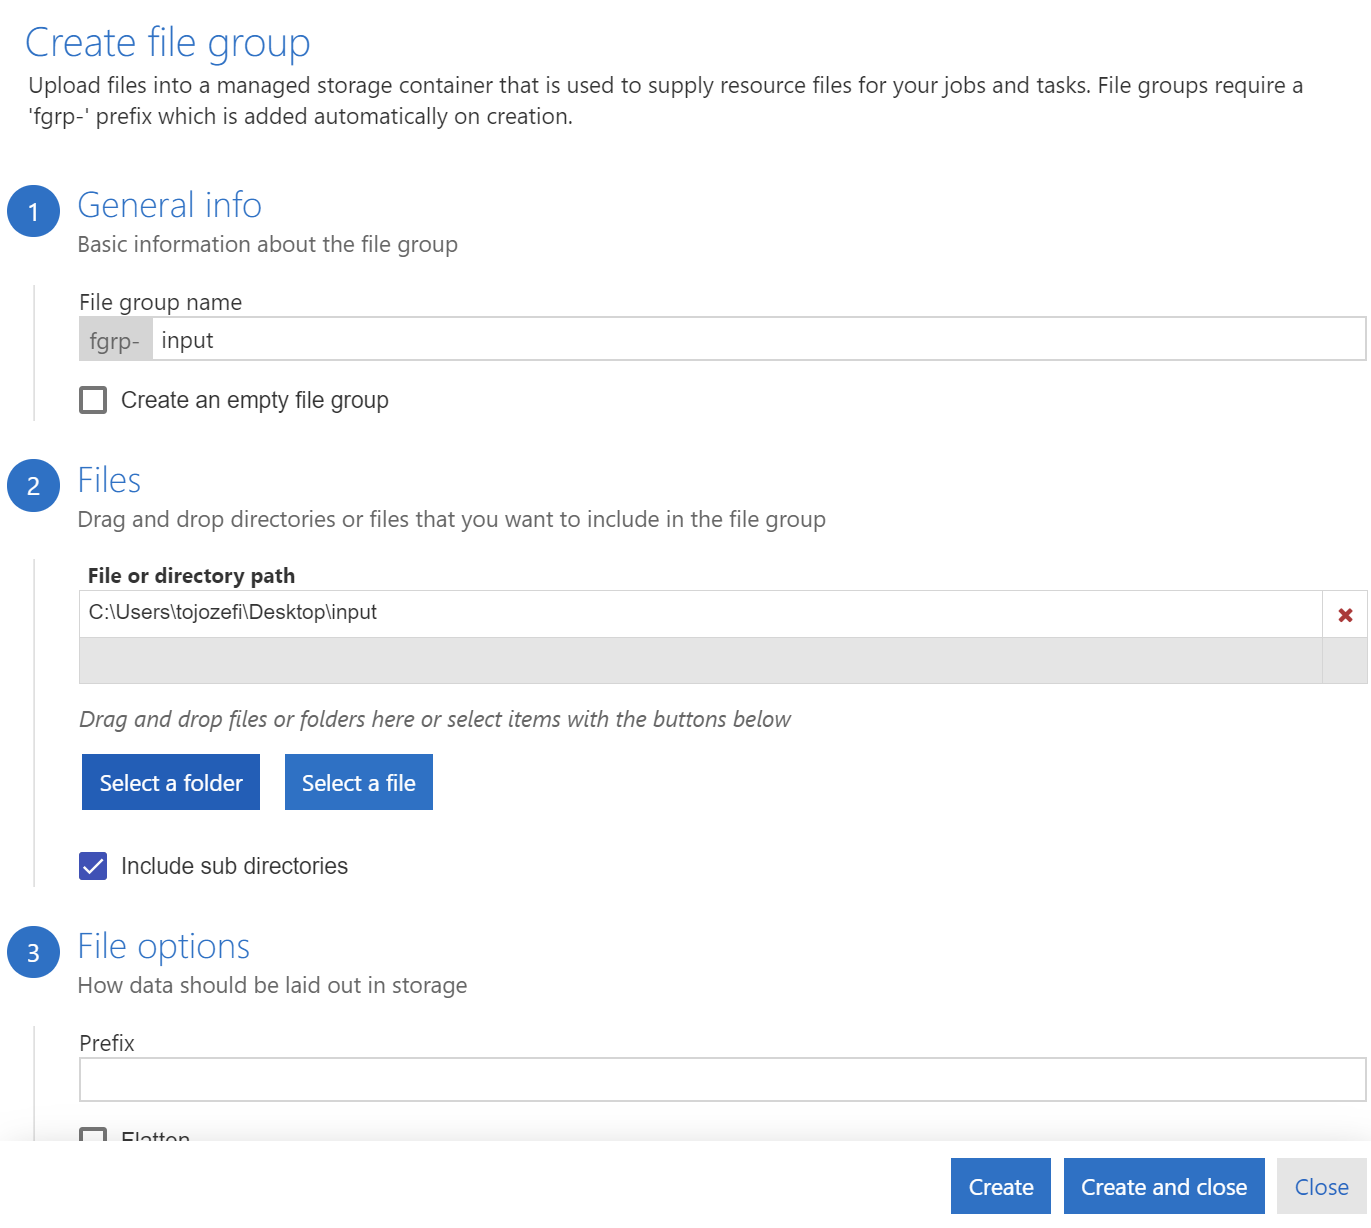 Create file group
Upload files into a managed storage container that is used to supply resource files for your jobs and tasks. File groups require a
'fgrp-' prefix which is added automatically on creation.
1
General info
Basic information about the file group
File group name
fgrp- input
Create an empty file group
2
Files
Drag and drop directories or files that you want to include in the file group
File or directory path
C:\Users\tojozefi\Desktop\input
Drag and drop files or folders here or select items with the buttons below
Select a folder Select a file
Include sub directories
3
File options
How data should be laid out in storage
Prefix
Flatten
Create Create and close Close